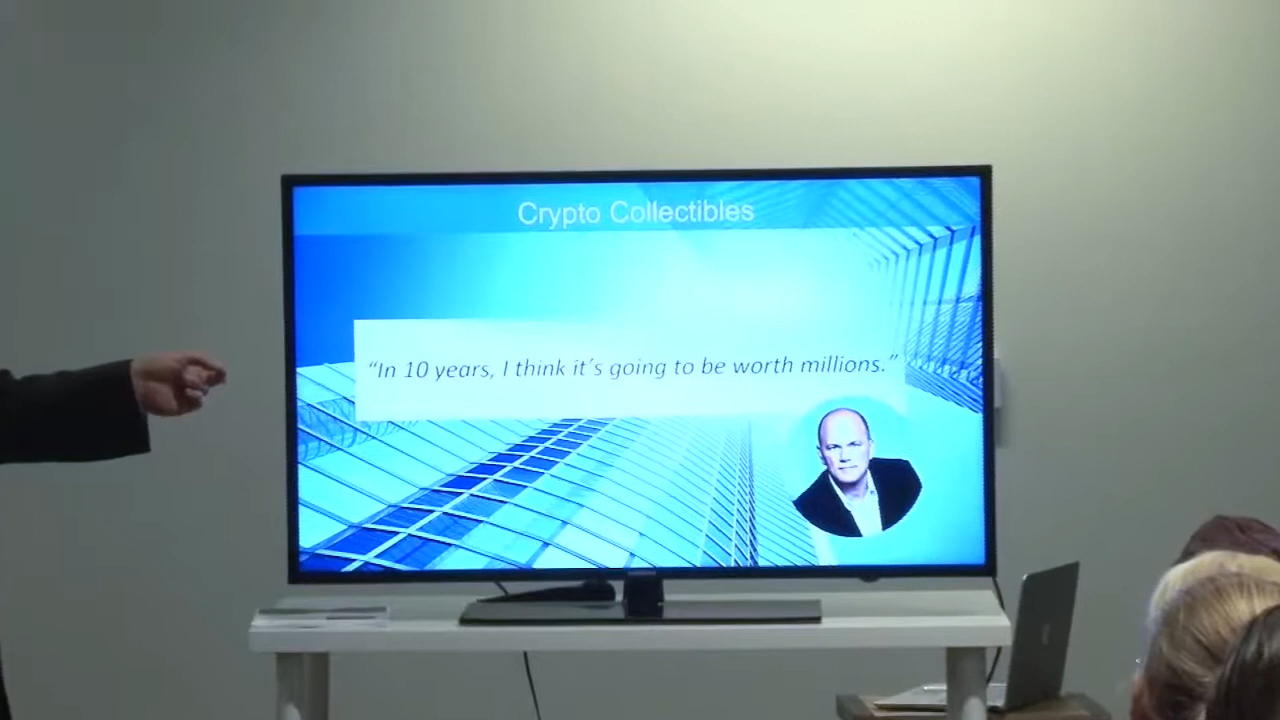 Crypto Collectibles
“In 10 years, I think it’s going to be worth millions.”